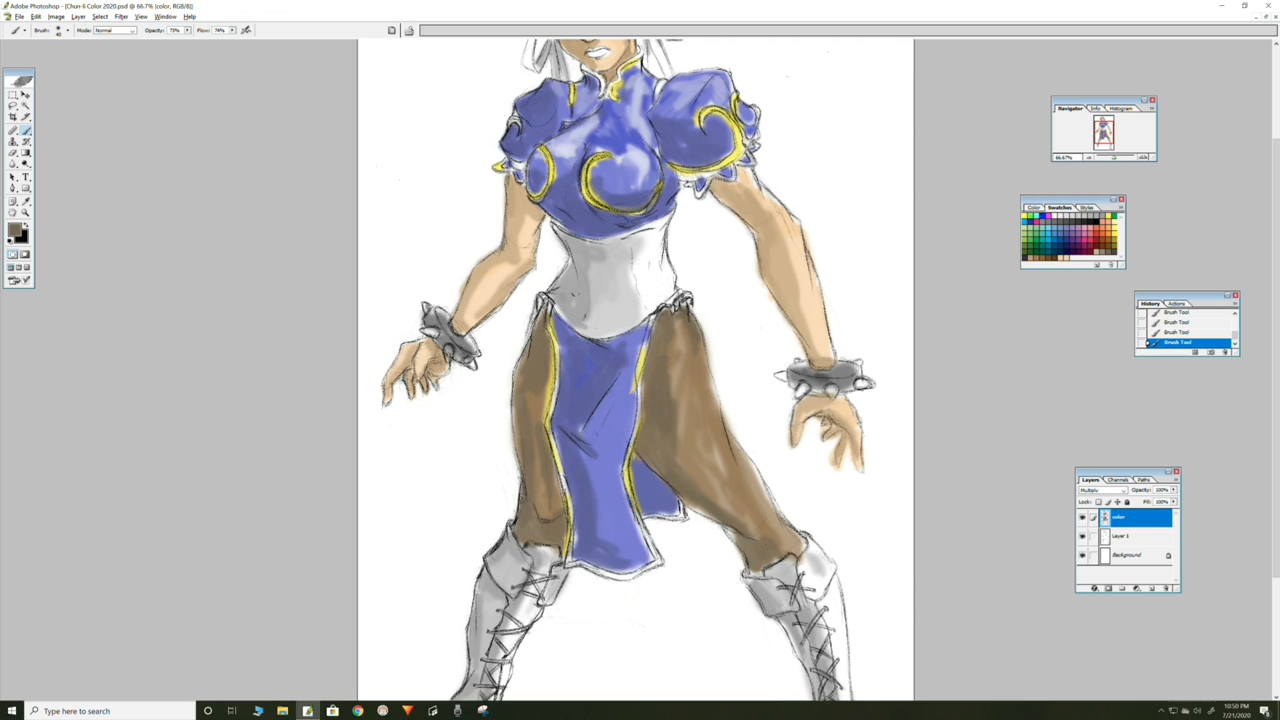 Adobe Photoshop - [Chun-li Color 2020.psd @ 66.7% (color, RGB/8)]
File Edit Image Layer Select Filter View Window Help
Brush: 40 Mode: Normal Opacity: 73% Flow: 74%
Navigator Info Histogram
66.67%
Color Swatches Styles
History Actions
Brush Tool
Brush Tool
Brush Tool
Brush Tool
Layers Channels Paths
Multiply Opacity: 100%
Lock: Fill: 100%
color
Layer 1
Background
Type here to search
10:50 PM
7/21/2020